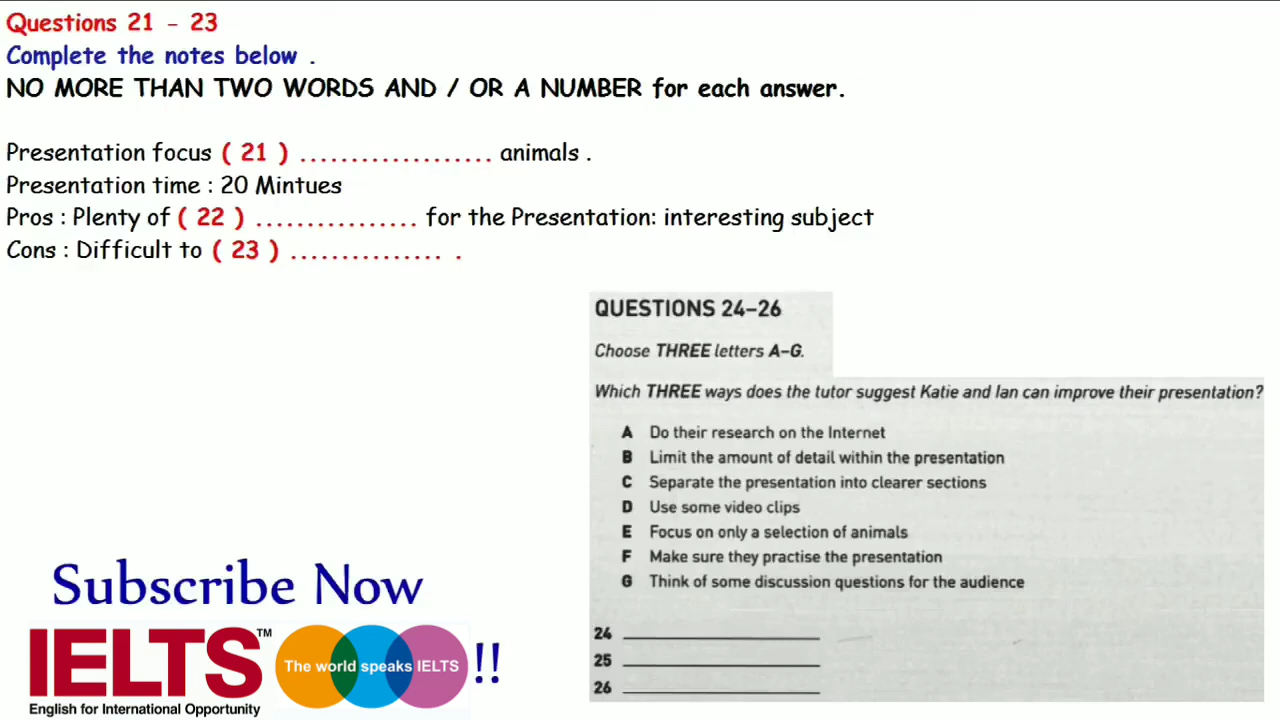 Questions 21 - 23
Complete the notes below .
NO MORE THAN TWO WORDS AND / OR A NUMBER for each answer.
Presentation focus ( 21 ) ................... animals .
Presentation time : 20 Mintues
Pros : Plenty of ( 22 ) ................ for the Presentation: interesting subject
Cons : Difficult to ( 23 ) ............... .
QUESTIONS 24–26
Choose THREE letters A–G.
Which THREE ways does the tutor suggest Katie and Ian can improve their presentation?
A Do their research on the Internet
B Limit the amount of detail within the presentation
C Separate the presentation into clearer sections
D Use some video clips
E Focus on only a selection of animals
F Make sure they practise the presentation
G Think of some discussion questions for the audience
24 ____________________
25 ____________________
26 ____________________
Subscribe Now
IELTS™ The world speaks IELTS !!
English for International Opportunity